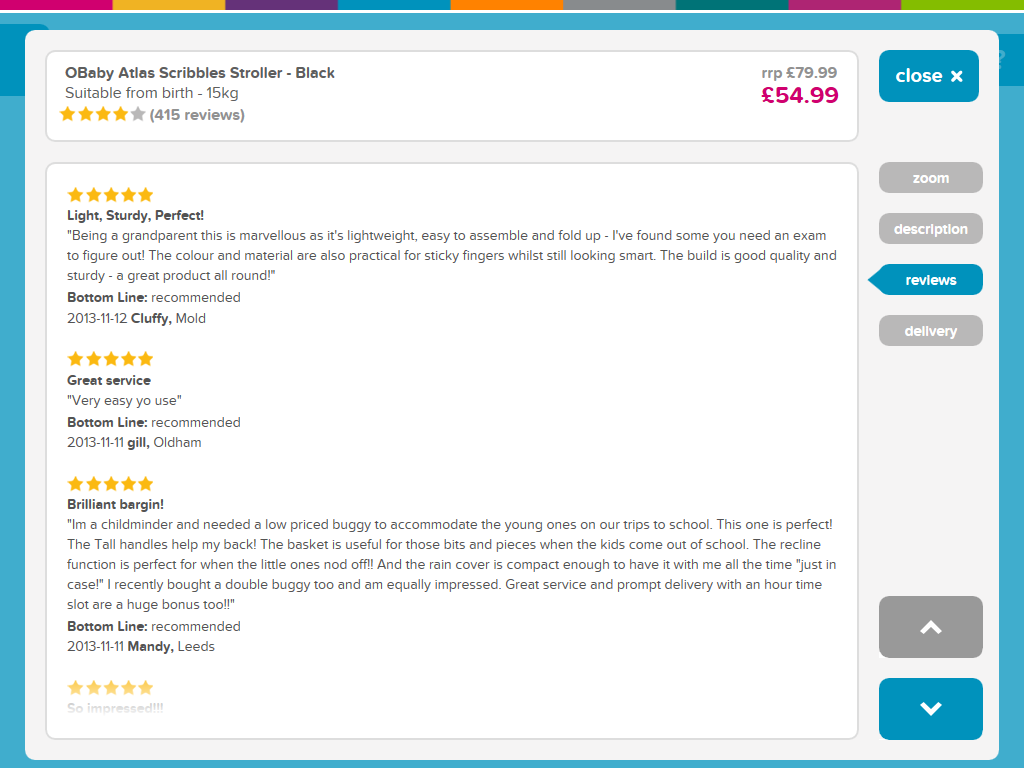 OBaby Atlas Scribbles Stroller - Black
rrp £79.99
Suitable from birth - 15kg
£54.99
(415 reviews)
close ×
?
zoom
description
reviews
delivery
Light, Sturdy, Perfect!
"Being a grandparent this is marvellous as it's lightweight, easy to assemble and fold up - I've found some you need an exam
to figure out! The colour and material are also practical for sticky fingers whilst still looking smart. The build is good quality and
sturdy - a great product all round!"
Bottom Line: recommended
2013-11-12 Cluffy, Mold
Great service
"Very easy yo use"
Bottom Line: recommended
2013-11-11 gill, Oldham
Brilliant bargin!
"Im a childminder and needed a low priced buggy to accommodate the young ones on our trips to school. This one is perfect!
The Tall handles help my back! The basket is useful for those bits and pieces when the kids come out of school. The recline
function is perfect for when the little ones nod off!! And the rain cover is compact enough to have it with me all the time "just in
case!" I recently bought a double buggy too and am equally impressed. Great service and prompt delivery with an hour time
slot are a huge bonus too!!"
Bottom Line: recommended
2013-11-11 Mandy, Leeds
So impressed!!!